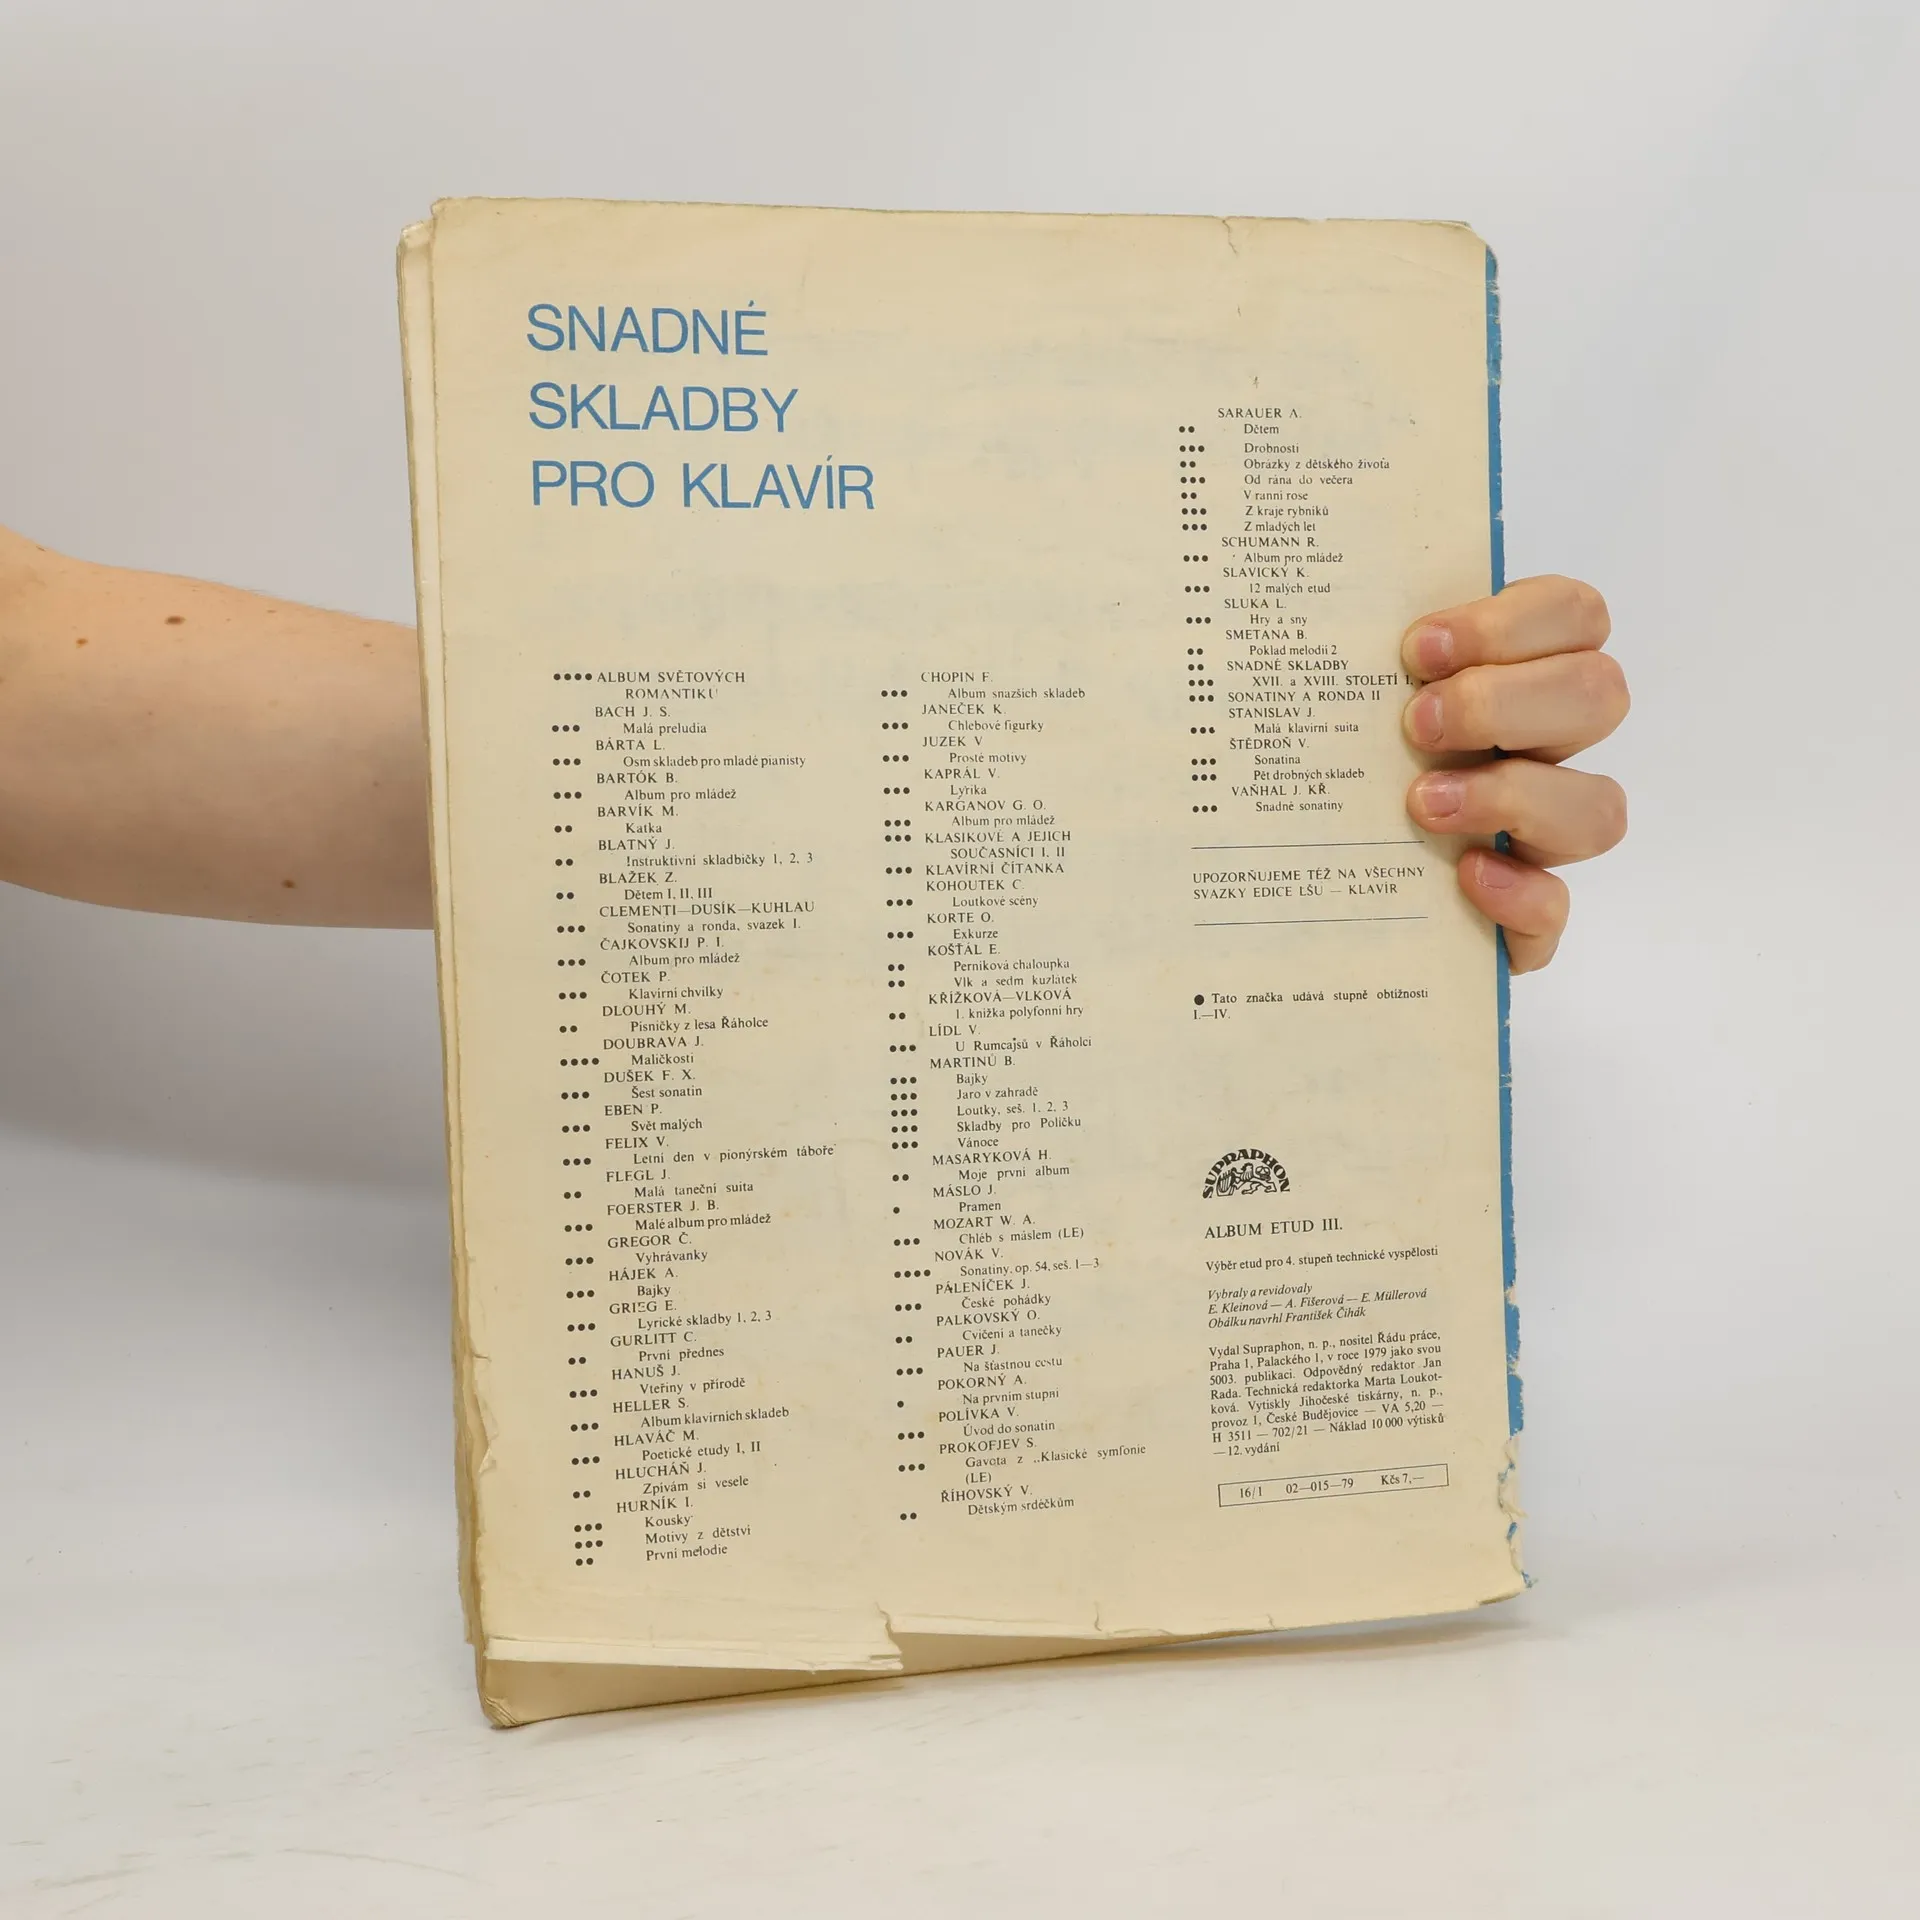 SNADNÉ
SKLADBY
PRO KLAVÍR
•••• ALBUM SVĚTOVÝCH
ROMANTIKŮ
BACH J. S.
••• Malá preludia
BÁRTA L.
••• Osm skladeb pro mladé pianisty
BARTÓK B.
••• Album pro mládež
BARVÍK M.
•• Katka
BLATNÝ J.
•• Instruktivní skladbičky 1, 2, 3
BLAŽEK Z.
•• Dětem I, II, III
CLEMENTI—DUSÍK—KUHLAU
••• Sonatiny a ronda, svazek I.
ČAJKOVSKIJ P. I.
••• Album pro mládež
ČOTEK P.
••• Klavírní chvilky
DLOUHÝ M.
•• Písničky z lesa Řáholce
DOUBRAVA J.
•••• Maličkosti
DUŠEK F. X.
••• Šest sonatin
EBEN P.
••• Svět malých
FELIX V.
••• Letní den v pionýrském táboře
FLEGL J.
•• Malá taneční suita
FOERSTER J. B.
••• Malé album pro mládež
GREGOR Č.
••• Vyhrávanky
HÁJEK A.
••• Bajky
GRIEG E.
••• Lyrické skladby 1, 2, 3
GURLITT C.
•• První přednes
HANUŠ J.
••• Vteřiny v přírodě
HELLER S.
••• Album klavírních skladeb
HLAVÁČ M.
••• Poetické etudy I, II
HLUCHÁŇ J.
•• Zpívám si vesele
HURNÍK I.
••• Kousky
••• Motivy z dětství
•• První melodie
CHOPIN F.
••• Album snazších skladeb
JANEČEK K.
••• Chlebové figurky
JUZEK V
••• Prosté motivy
KAPRÁL V.
••• Lyrika
KARGANOV G. O.
••• Album pro mládež
••• KLASIKOVÉ A JEJICH
SOUČASNÍCI I, II
••• KLAVÍRNÍ ČÍTANKA
KOHOUTEK C.
••• Loutkové scény
KORTE O.
••• Exkurze
KOŠŤÁL E.
•• Perníková chaloupka
•• Vlk a sedm kuzlátek
KŘÍŽKOVÁ—VLKOVÁ
•• 1. knížka polyfonní hry
LÍDL V.
••• U Rumcajsů v Řáholci
MARTINŮ B.
••• Bajky
••• Jaro v zahradě
••• Loutky, seš. 1, 2, 3
••• Skladby pro Poličku
••• Vánoce
MASARYKOVÁ H.
•• Moje první album
MÁSLO J.
• Pramen
MOZART W. A.
••• Chléb s máslem (LE)
NOVÁK V.
•••• Sonatiny, op. 54, seš. 1—3
PÁLENÍČEK J.
••• České pohádky
PALKOVSKÝ O.
•• Cvičení a tanečky
PAUER J.
••• Na šťastnou cestu
POKORNÝ A.
• Na prvním stupni
POLÍVKA V.
••• Úvod do sonatin
PROKOFJEV S.
••• Gavota z „Klasické symfonie
(LE)
ŘÍHOVSKÝ V.
•• Dětským srdéčkům
SARAUER A.
•• Dětem
••• Drobnosti
•• Obrázky z dětského života
••• Od rána do večera
•• V ranní rose
••• Z kraje rybníků
••• Z mladých let
SCHUMANN R.
••• Album pro mládež
SLAVICKÝ K.
••• 12 malých etud
SLUKA L.
••• Hry a sny
SMETANA B.
•• Poklad melodií 2
•• SNADNÉ SKLADBY
••• XVII. a XVIII. STOLETÍ I,
••• SONATINY A RONDA II
STANISLAV J.
••• Malá klavírní suita
ŠTĚDROŇ V.
••• Sonatina
••• Pět drobných skladeb
VAŇHAL J. KŘ.
••• Snadné sonatiny
UPOZORŇUJEME TÉŽ NA VŠECHNY
SVAZKY EDICE LŠU — KLAVÍR
● Tato značka udává stupně obtížnosti
I.—IV.
SUPRAPHON
ALBUM ETUD III.
Výběr etud pro 4. stupeň technické vyspělosti
Vybraly a revidovaly
E. Kleinová — A. Fišerová — E. Müllerová
Obálku navrhl František Čihák
Vydal Supraphon, n. p., nositel Řádu práce,
Praha 1, Palackého 1, v roce 1979 jako svou
5003. publikaci. Odpovědný redaktor Jan
Rada. Technická redaktorka Marta Loukot-
ková. Vytiskly Jihočeské tiskárny, n. p.,
provoz 1, České Budějovice — VA 5,20 —
H 3511 — 702/21 — Náklad 10 000 výtisků
— 12. vydání
16/1 02—015—79 Kčs 7,—